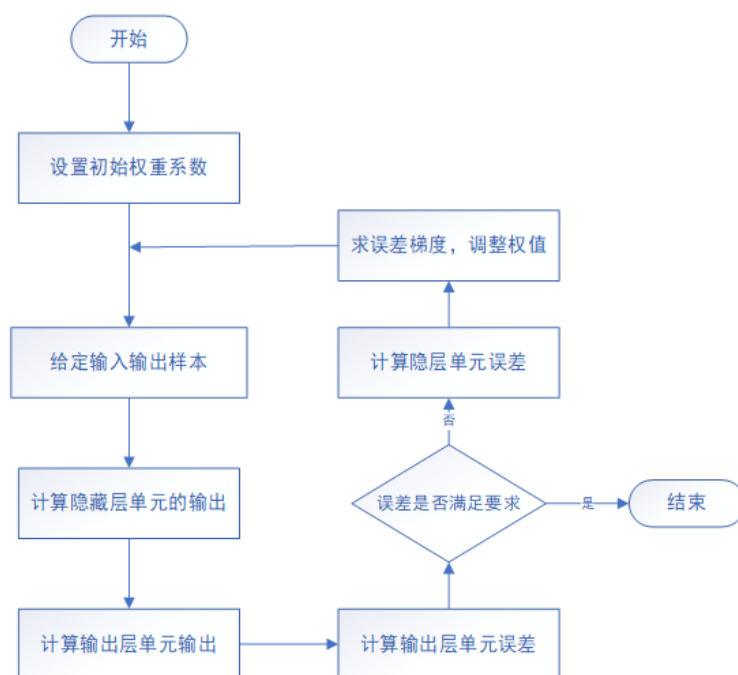 开始
设置初始权重系数
求误差梯度，调整权值
给定输入输出样本
计算隐层单元误差
否
计算隐藏层单元的输出
误差是否满足要求
是
结束
计算输出层单元输出
计算输出层单元误差